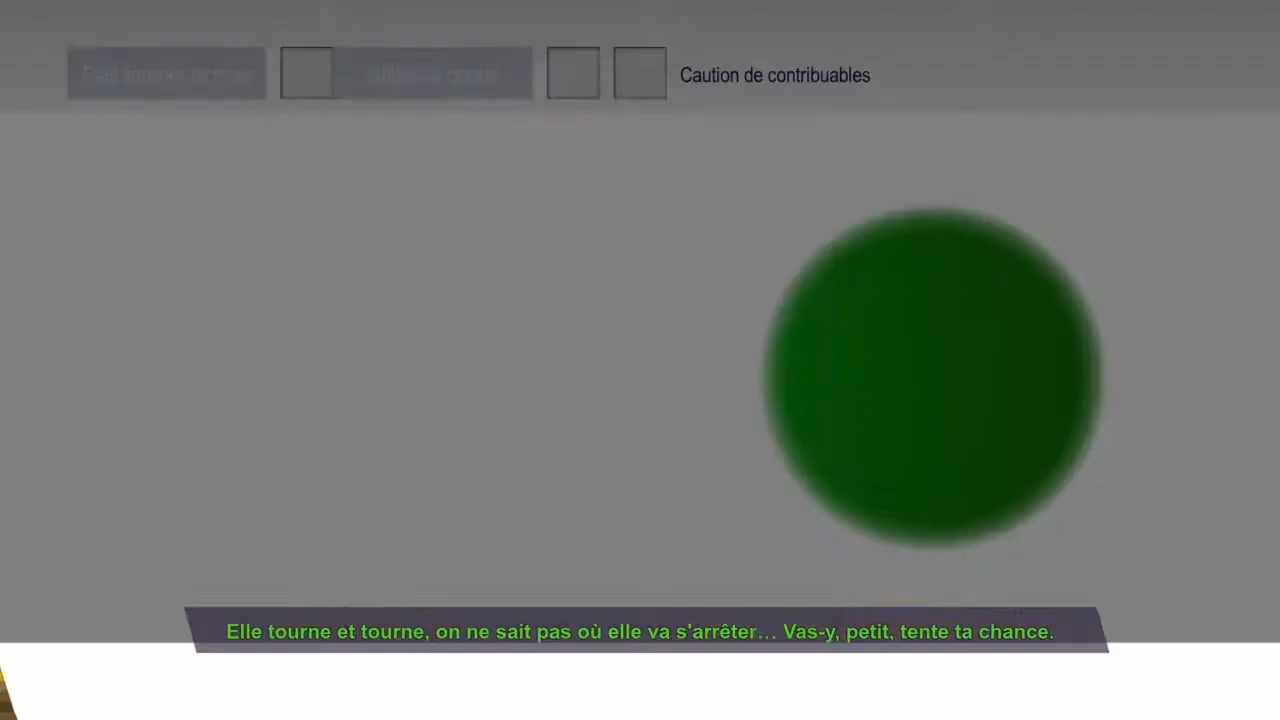 Caution de contribuables
Elle tourne et tourne, on ne sait pas où elle va s'arrêter... Vas-y, petit, tente ta chance.